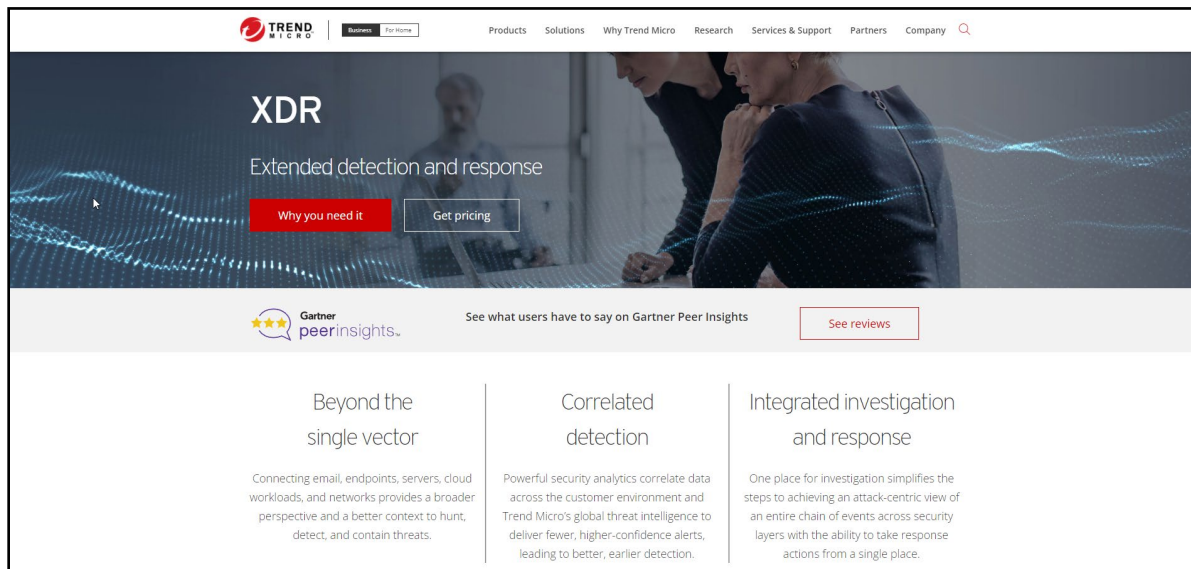 TREND
MICRO
Business For Home
Products Solutions Why Trend Micro Research Services & Support Partners Company
XDR
Extended detection and response
Why you need it Get pricing
Gartner
peerinsights™
See what users have to say on Gartner Peer Insights
See reviews
Beyond the
single vector
Connecting email, endpoints, servers, cloud
workloads, and networks provides a broader
perspective and a better context to hunt,
detect, and contain threats.
Correlated
detection
Powerful security analytics correlate data
across the customer environment and
Trend Micro's global threat intelligence to
deliver fewer, higher-confidence alerts,
leading to better, earlier detection.
Integrated investigation
and response
One place for investigation simplifies the
steps to achieving an attack-centric view of
an entire chain of events across security
layers with the ability to take response
actions from a single place.